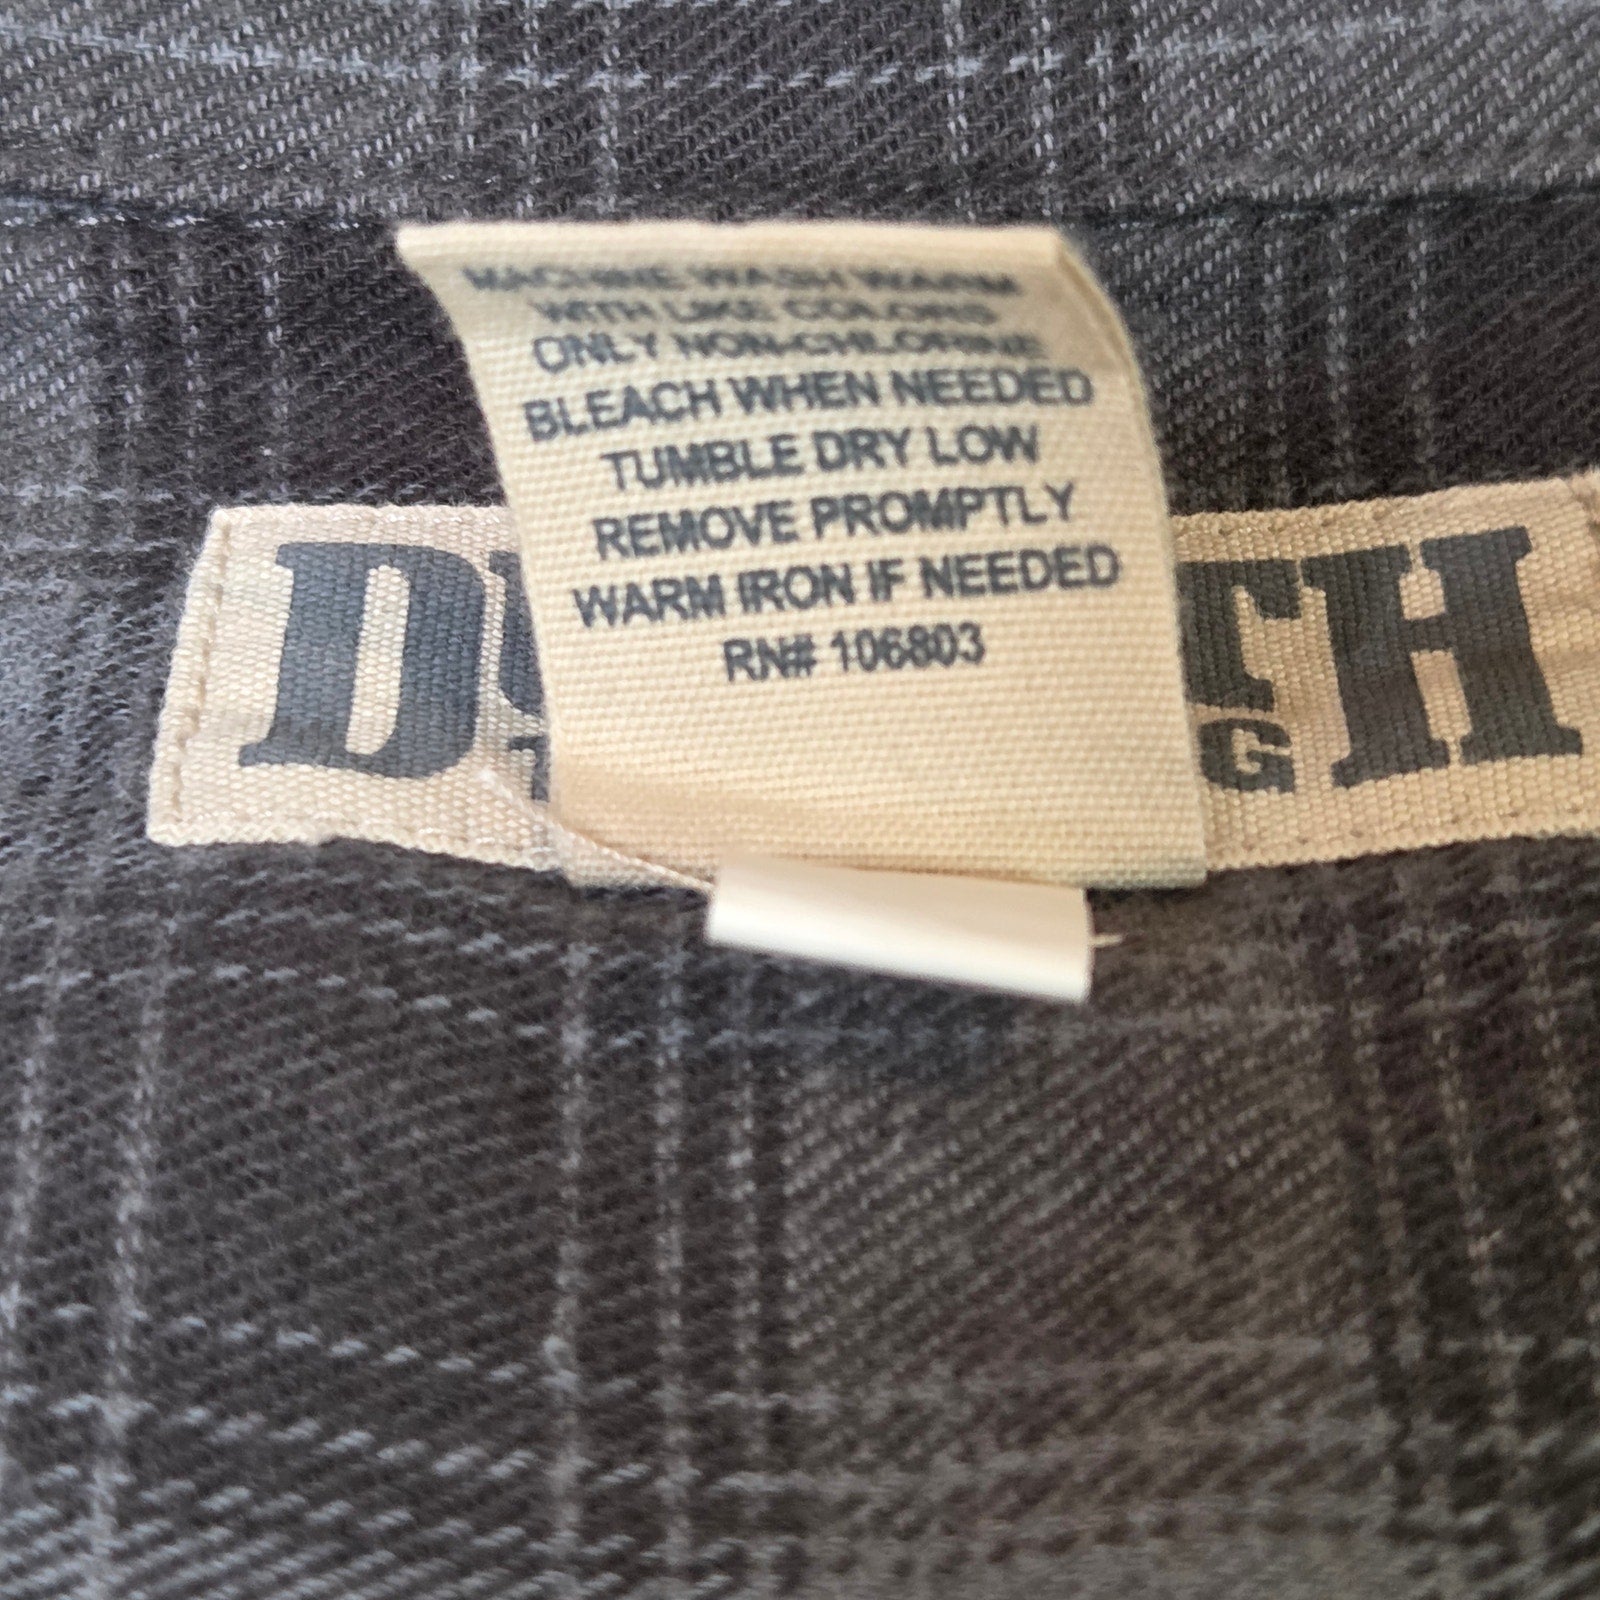 MACHINE WASH WARM
WITH LIKE COLORS
ONLY NON-CHLORINE
BLEACH WHEN NEEDED
TUMBLE DRY LOW
REMOVE PROMPTLY
WARM IRON IF NEEDED
RN# 106803
D TH
G